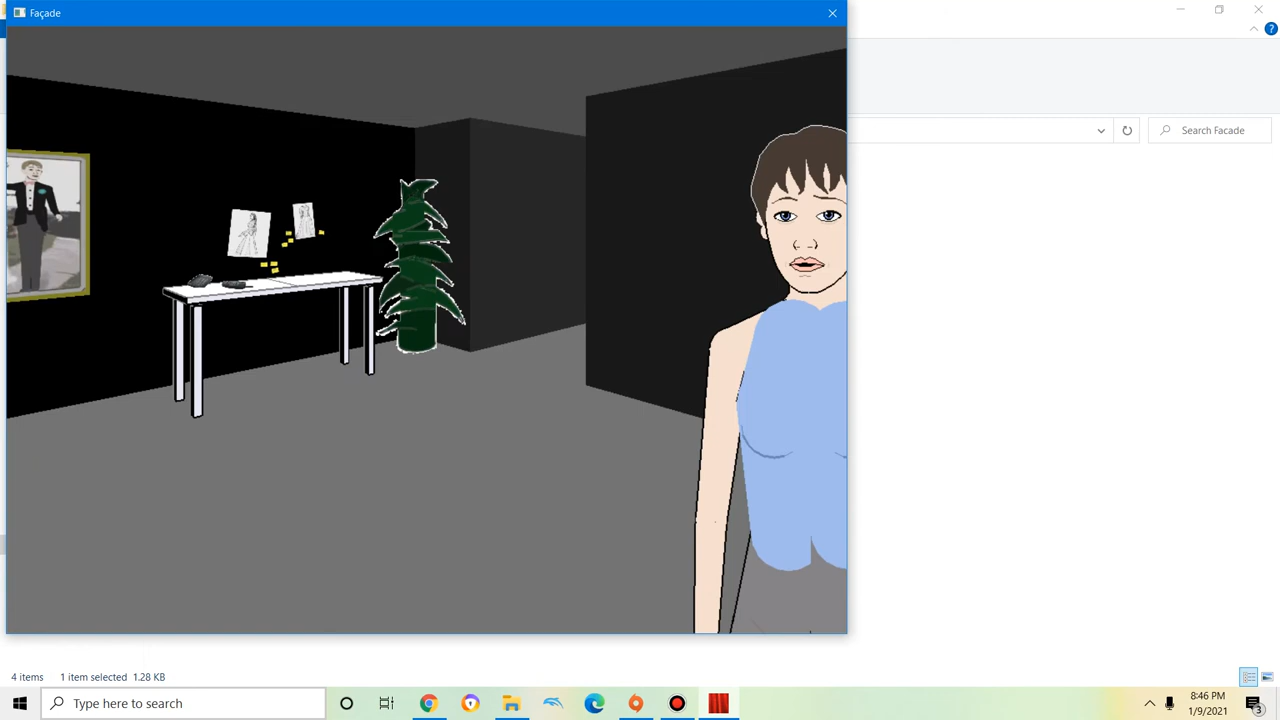 Façade
Search Facade
4 items 1 item selected 1.28 KB
Type here to search
8:46 PM
1/9/2021
3